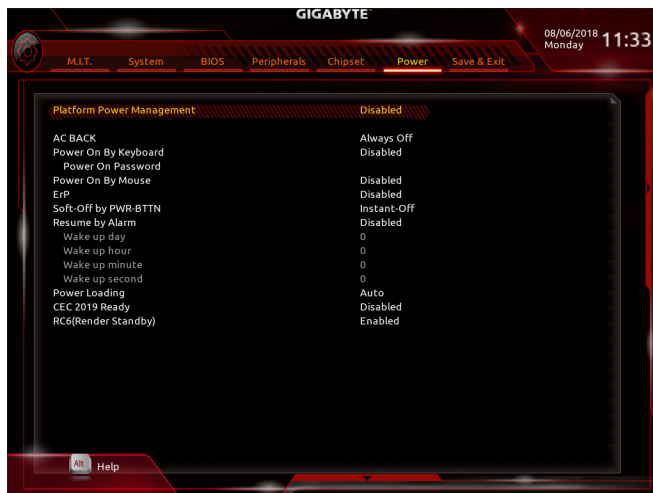 GIGABYTE™
08/06/2018 11:33
Monday
M.I.T. System BIOS Peripherals Chipset Power Save & Exit
Platform Power Management Disabled
AC BACK Always Off
Power On By Keyboard Disabled
Power On Password
Power On By Mouse Disabled
ErP Disabled
Soft-Off by PWR-BTTN Instant-Off
Resume by Alarm Disabled
Wake up day 0
Wake up hour 0
Wake up minute 0
Wake up second 0
Power Loading Auto
CEC 2019 Ready Disabled
RC6(Render Standby) Enabled
Alt Help